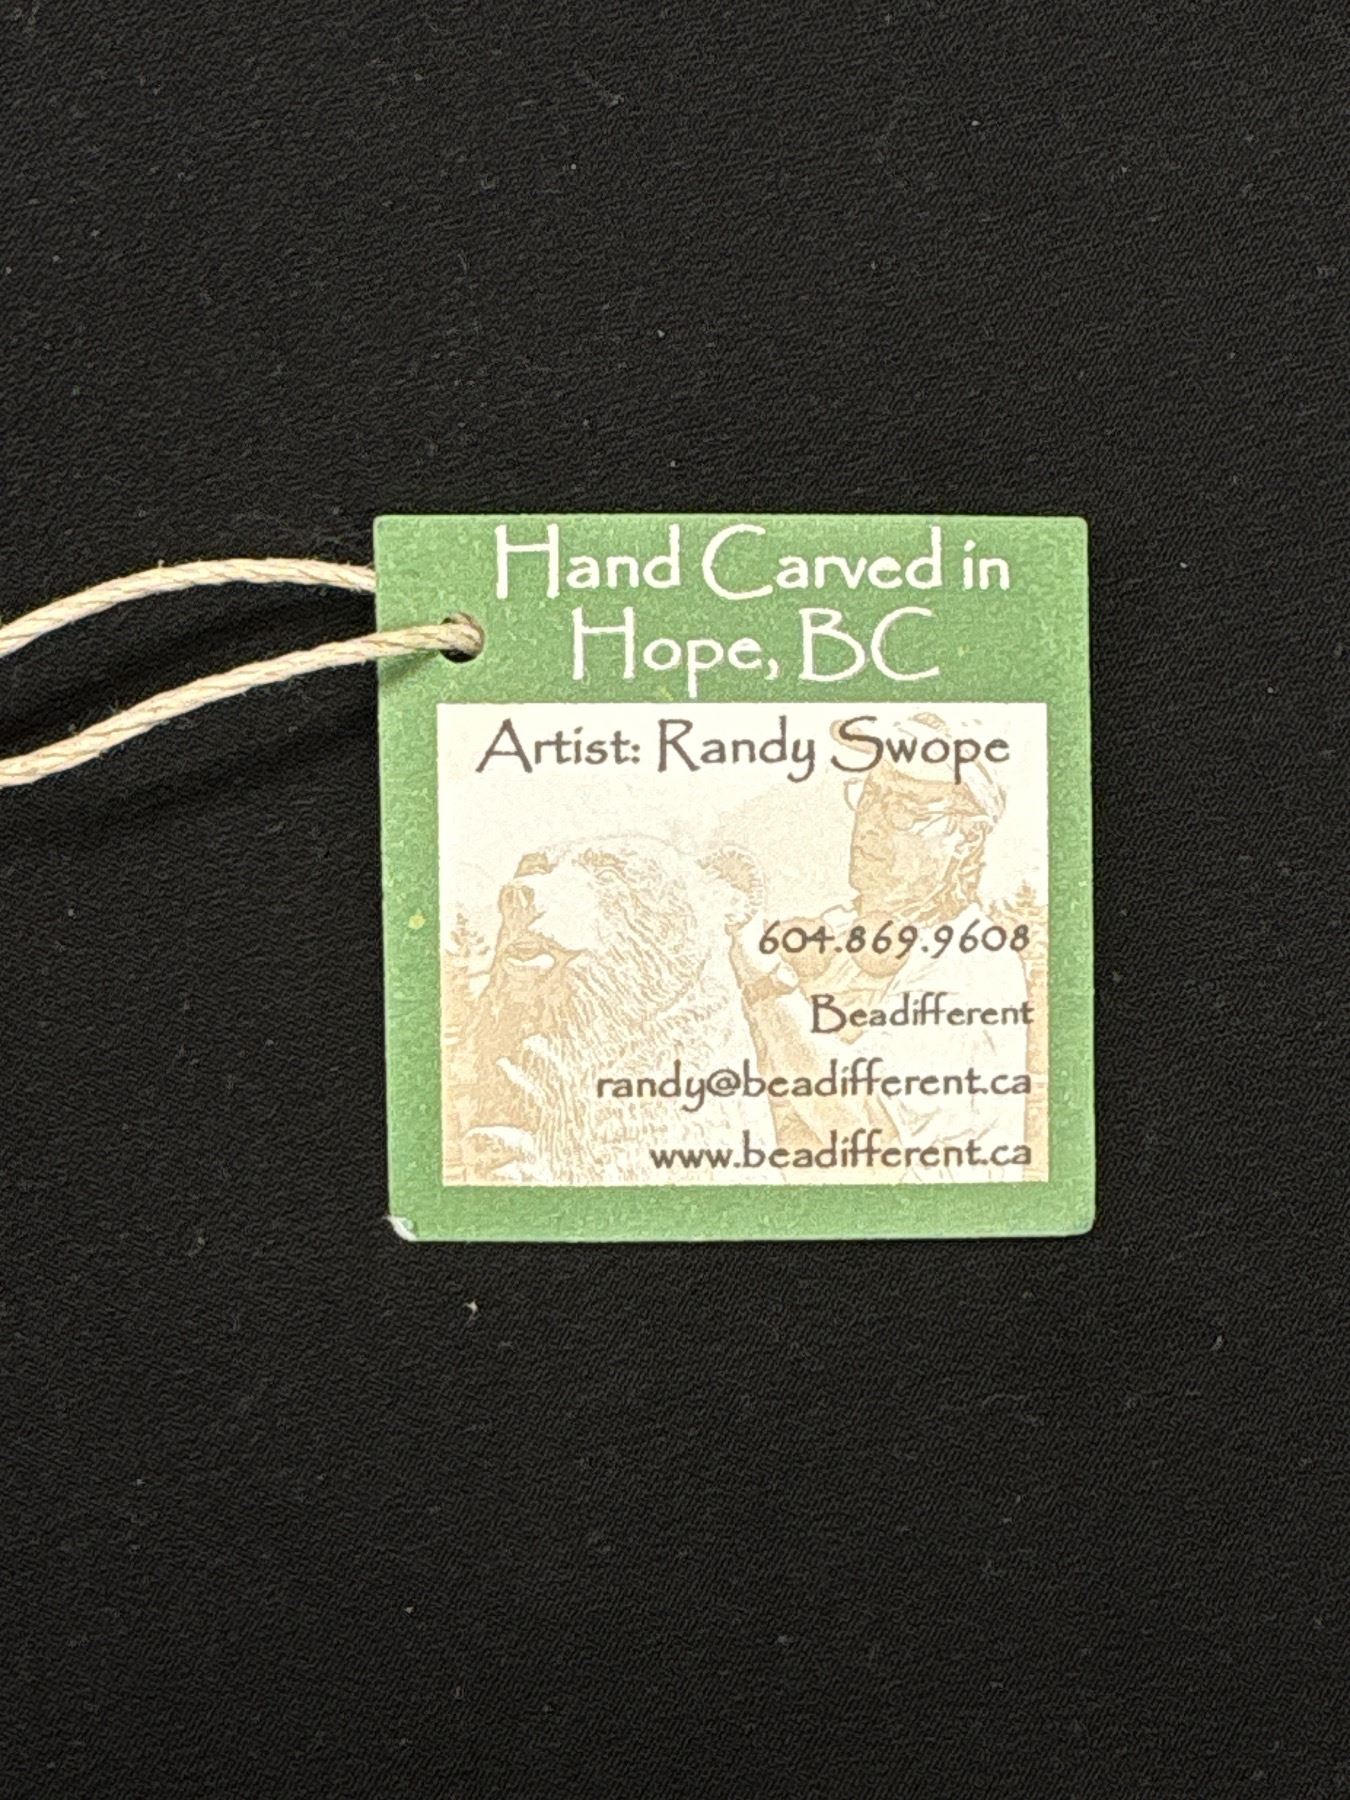 Hand Carved in
Hope, BC
Artist: Randy Swope
604.869.9608
Beadifferent
randy@beadifferent.ca
www.beadifferent.ca